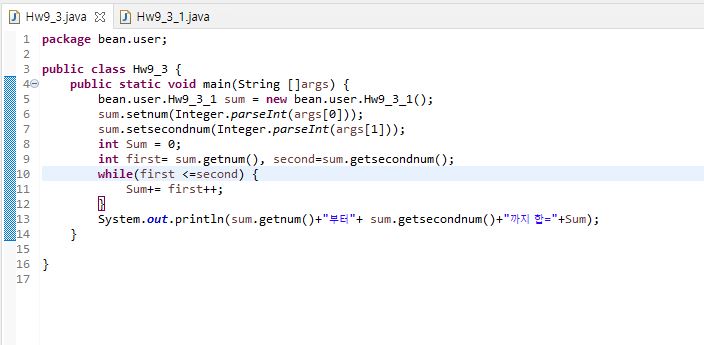 Hw9_3.java Hw9_3_1.java
1 package bean.user;
2
3 public class Hw9_3 {
4 public static void main(String []args) {
5 bean.user.Hw9_3_1 sum = new bean.user.Hw9_3_1();
6 sum.setnum(Integer.parseInt(args[0]));
7 sum.setsecondnum(Integer.parseInt(args[1]));
8 int Sum = 0;
9 int first= sum.getnum(), second=sum.getsecondnum();
10 while(first <=second) {
11 Sum+= first++;
12 }
13 System.out.println(sum.getnum()+"부터"+ sum.getsecondnum()+"까지 합="+Sum);
14 }
15
16 }
17